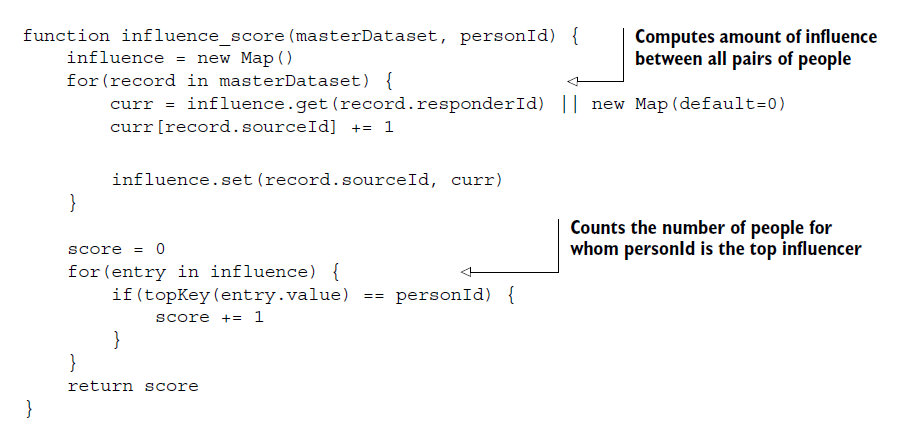 function influence_score(masterDataset, personId) {
Computes amount of influence
between all pairs of people
    influence = new Map()
    for(record in masterDataset) {
        curr = influence.get(record.responderId) || new Map(default=0)
        curr[record.sourceId] += 1
        influence.set(record.sourceId, curr)
    }
Counts the number of people for
whom personId is the top influencer
    score = 0
    for(entry in influence) {
        if(topKey(entry.value) == personId) {
            score += 1
        }
    }
    return score
}